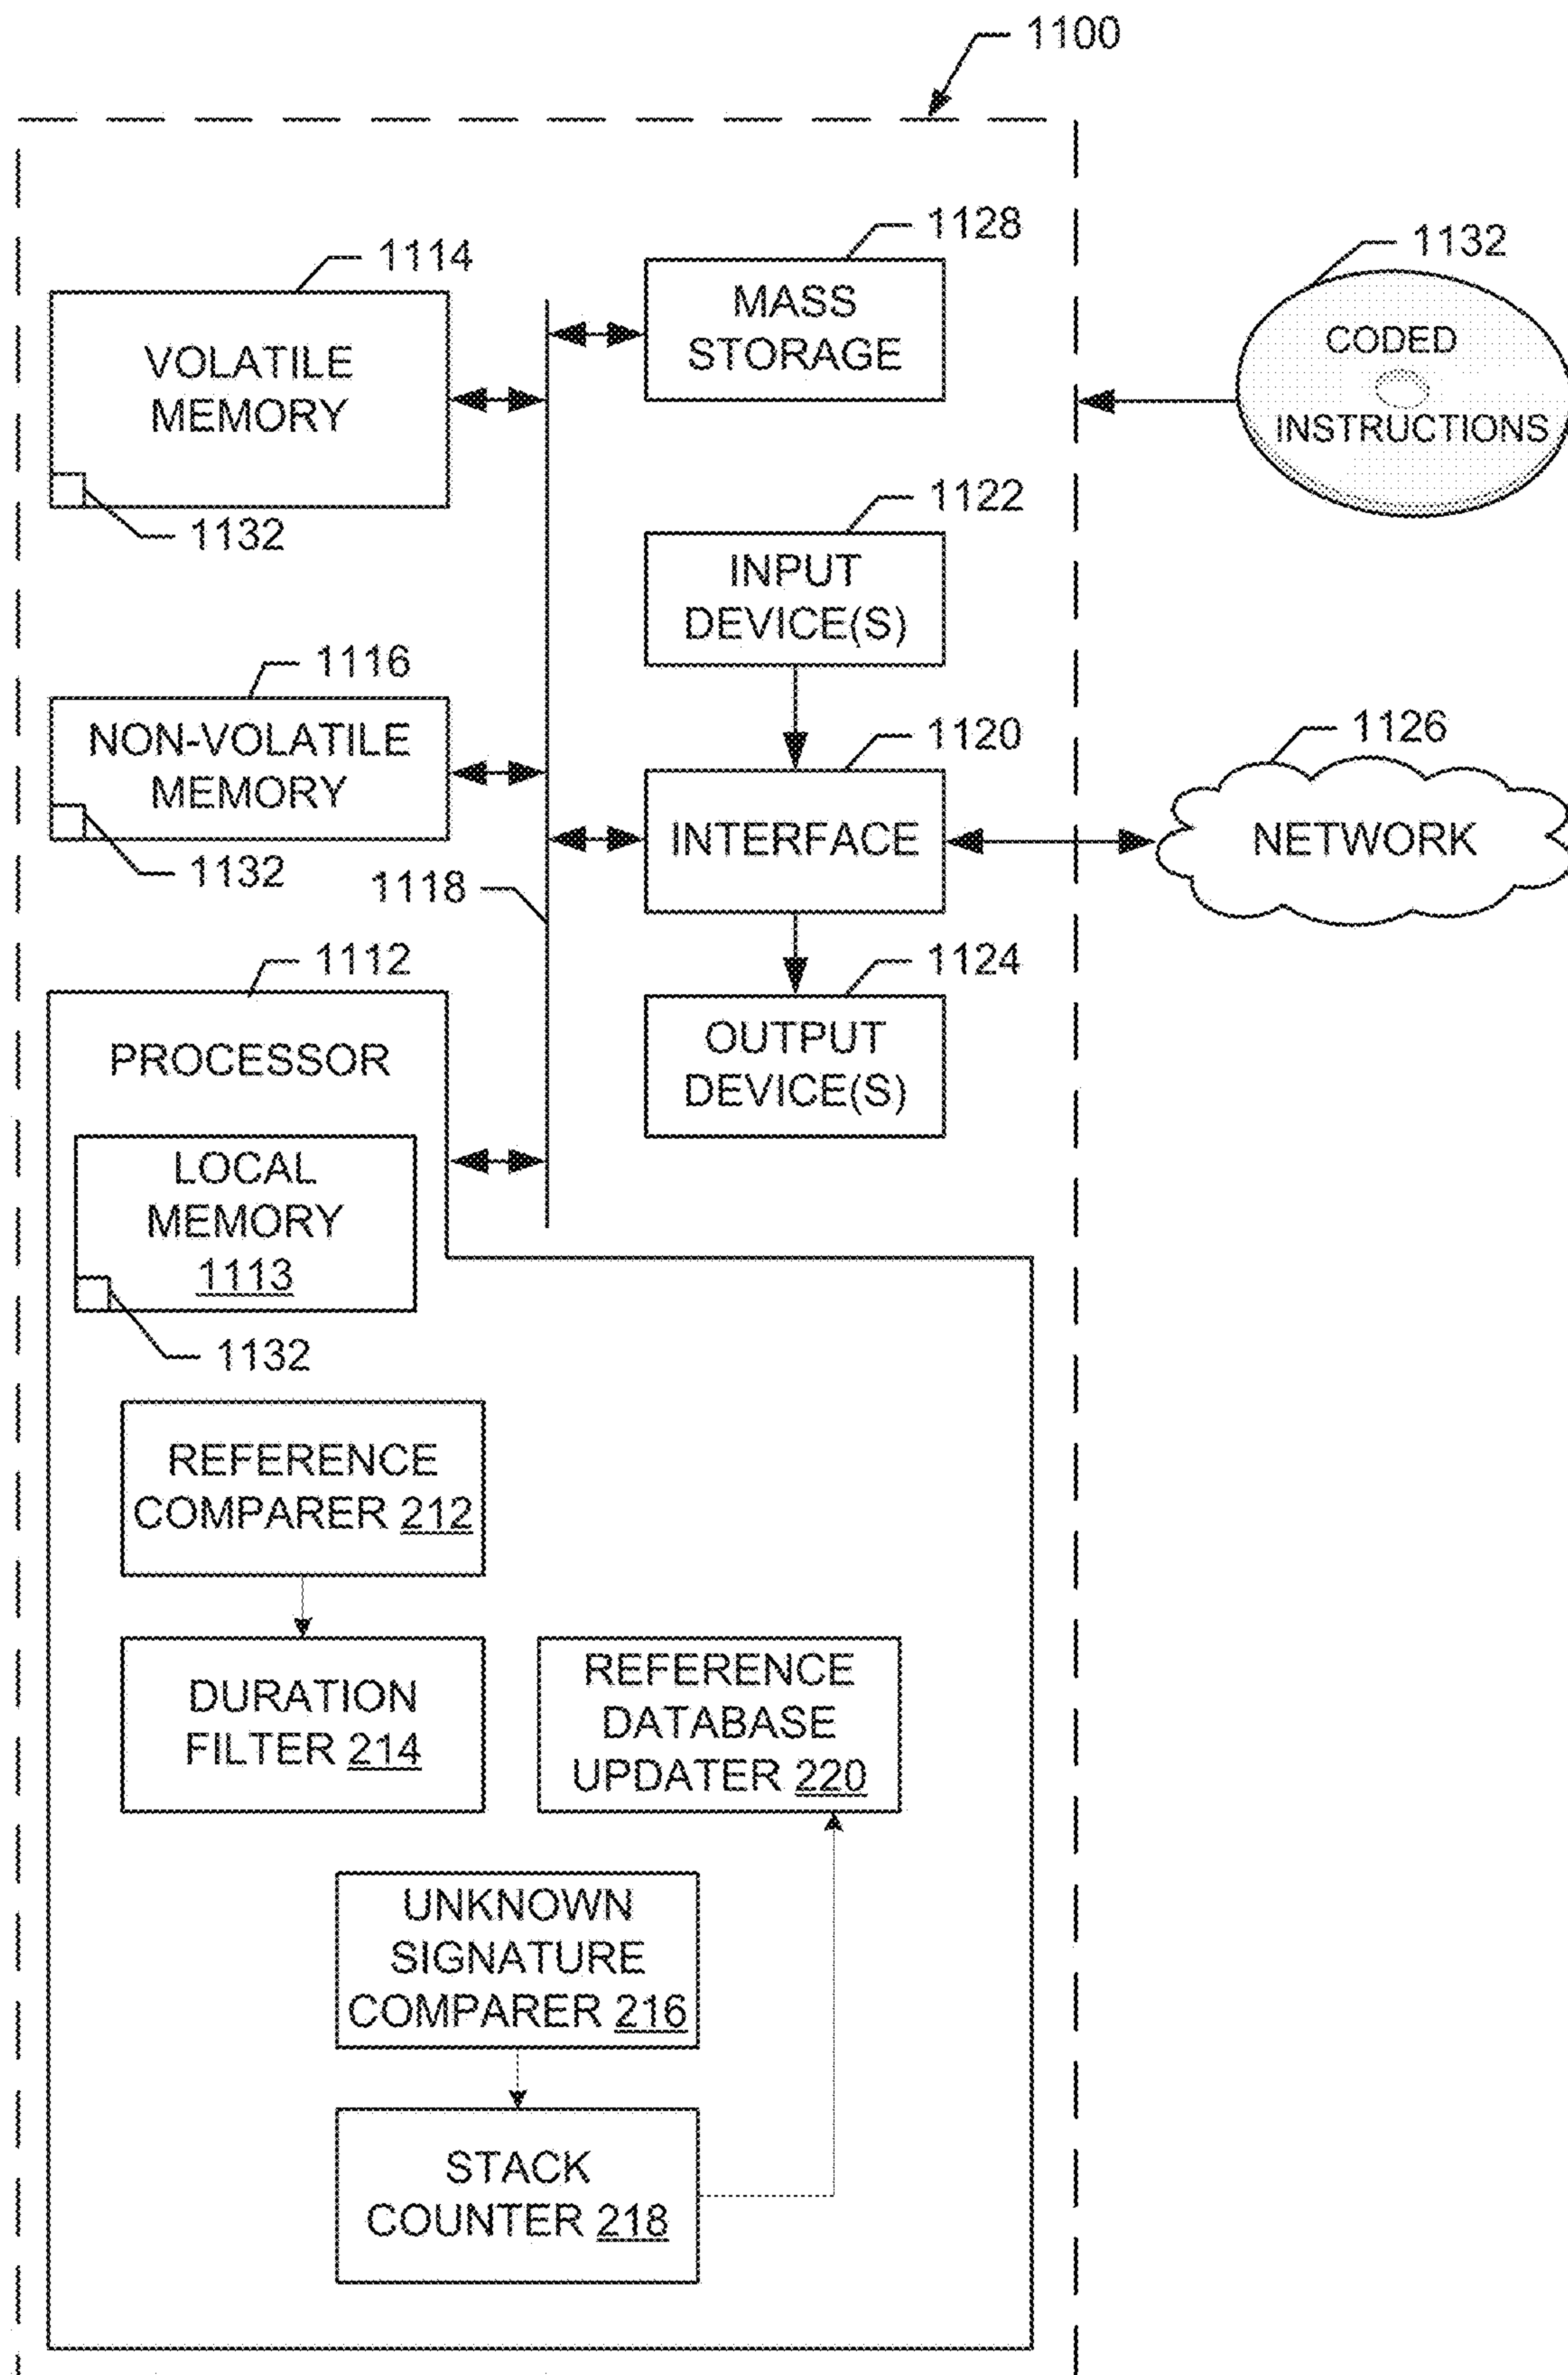 1100
1114
VOLATILE
MEMORY
1132
1128
MASS
STORAGE
1132
CODED
INSTRUCTIONS
1122
INPUT
DEVICE(S)
1116
NON-VOLATILE
MEMORY
1132
1118
1120
INTERFACE
1126
NETWORK
1124
OUTPUT
DEVICE(S)
1112
PROCESSOR
LOCAL
MEMORY
1113
1132
REFERENCE
COMPARER 212
DURATION
FILTER 214
REFERENCE
DATABASE
UPDATER 220
UNKNOWN
SIGNATURE
COMPARER 216
STACK
COUNTER 218